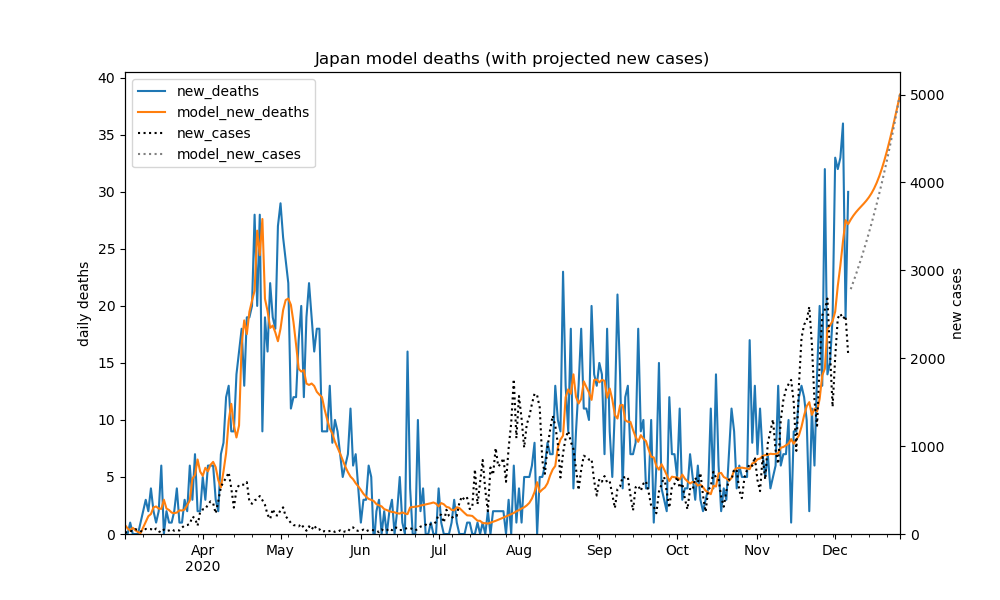 Japan model deaths (with projected new cases)
new_deaths
model_new_deaths
new_cases
model_new_cases
daily deaths
40
35
30
25
20
15
10
5
0
new cases
5000
4000
3000
2000
1000
0
Apr May Jun Jul Aug Sep Oct Nov Dec
2020